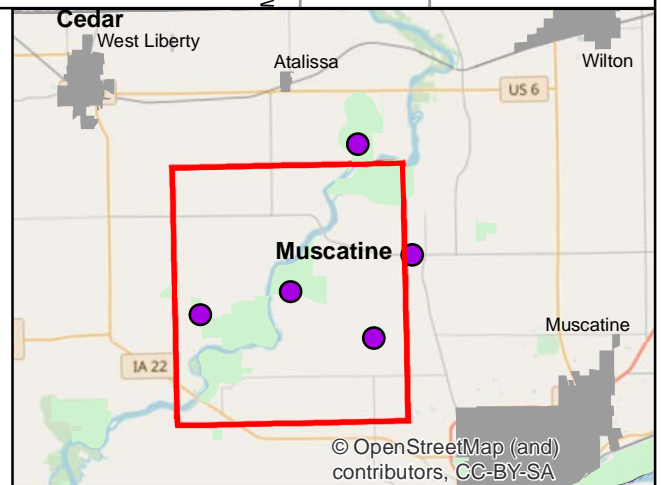 Z
Cedar
West Liberty
Atalissa
Wilton
US 6
Muscatine
Muscatine
IA 22
© OpenStreetMap (and)
contributors, CC-BY-SA